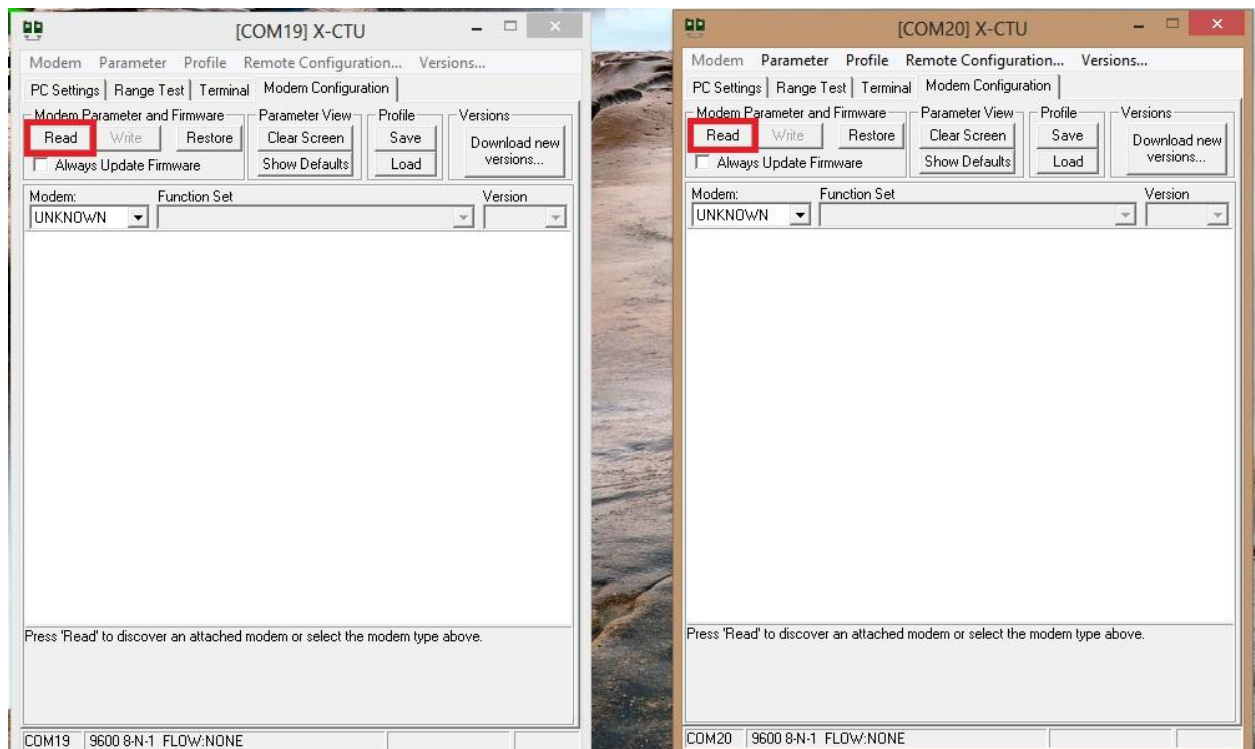 [COM19] X-CTU
Modem Parameter Profile Remote Configuration... Versions...
PC Settings Range Test Terminal Modem Configuration
Modem Parameter and Firmware Parameter View Profile Versions
Read Write Restore Clear Screen Save Download new versions...
Always Update Firmware Show Defaults Load
Modem: Function Set Version
UNKNOWN
Press 'Read' to discover an attached modem or select the modem type above.
COM19 9600 8-N-1 FLOW:NONE
[COM20] X-CTU
Modem Parameter Profile Remote Configuration... Versions...
PC Settings Range Test Terminal Modem Configuration
Modem Parameter and Firmware Parameter View Profile Versions
Read Write Restore Clear Screen Save Download new versions...
Always Update Firmware Show Defaults Load
Modem: Function Set Version
UNKNOWN
Press 'Read' to discover an attached modem or select the modem type above.
COM20 9600 8-N-1 FLOW:NONE